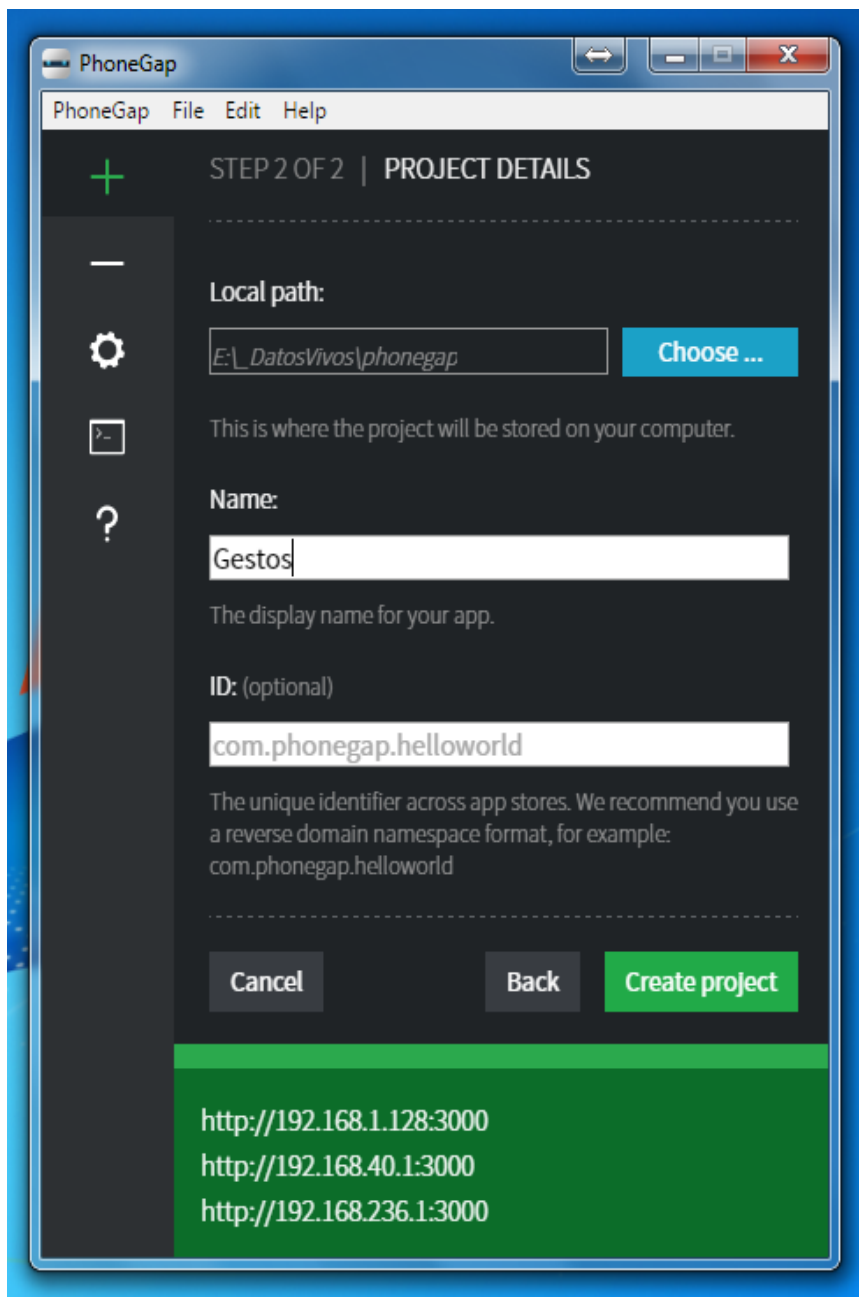 PhoneGap
PhoneGap File Edit Help
STEP 2 OF 2 | PROJECT DETAILS
Local path:
E:\_DatosVivos\phonegap
Choose ...
This is where the project will be stored on your computer.
Name:
Gestos
The display name for your app.
ID: (optional)
com.phonegap.helloworld
The unique identifier across app stores. We recommend you use
a reverse domain namespace format, for example:
com.phonegap.helloworld
Cancel Back Create project
http://192.168.1.128:3000
http://192.168.40.1:3000
http://192.168.236.1:3000